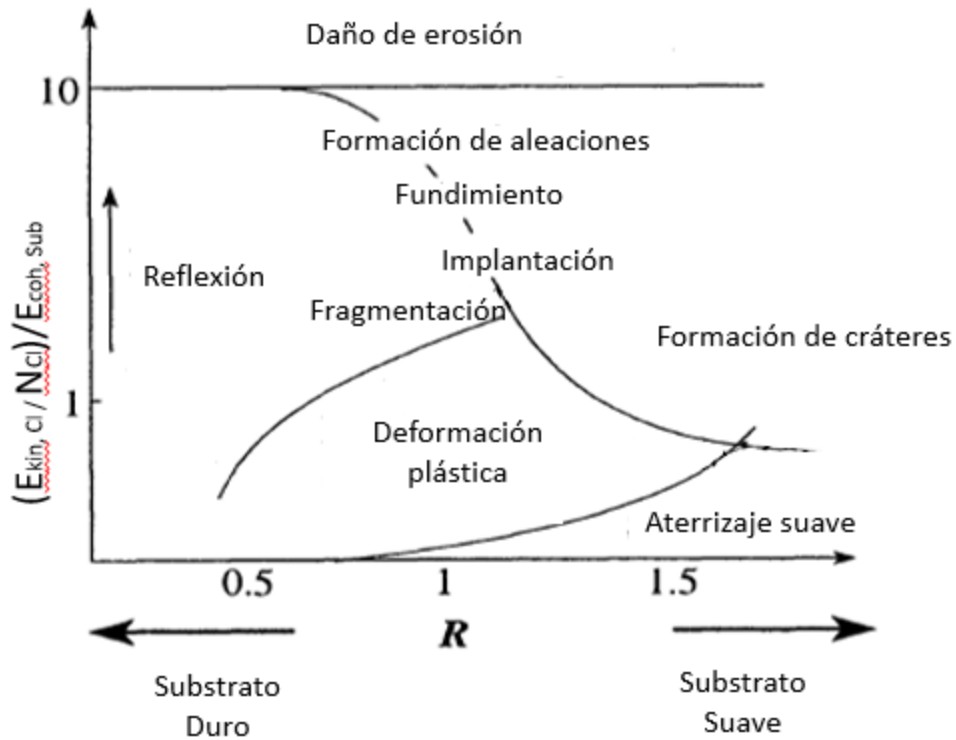 Daño de erosión
10
Formación de aleaciones
Fundimiento
Implantación
Reflexión
Fragmentación
Formación de cráteres
(Ekin, Cl / NCl)/Ecoh, Sub
1
Deformación
plástica
Aterrizaje suave
0.5 1 1.5
R
Substrato
Duro
Substrato
Suave